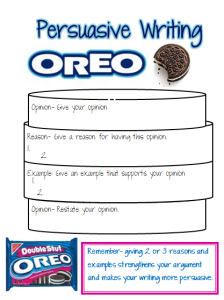 Persuasive Writing
OREO
Opinion- Give your opinion
Reason- Give a reason for having this opinion.
1.
2.
Example- Give an example that supports your opinion
1.
2.
Opinion- Restate your opinion.
Double Stuf
OREO
Remember- giving 2, or 3 reasons and
examples strengthens your argument
and makes your writing more persuasive.